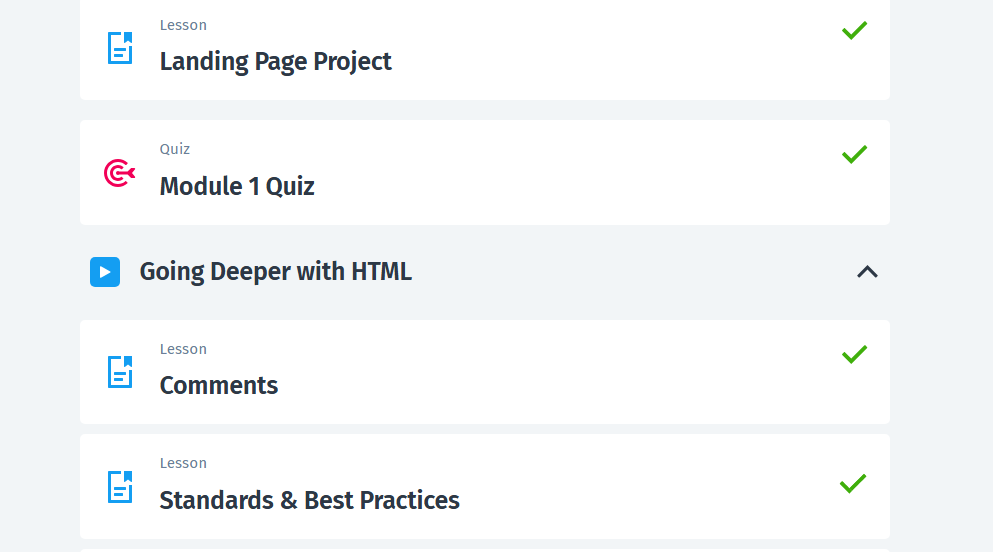 Lesson
Landing Page Project
Quiz
Module 1 Quiz
Going Deeper with HTML
Lesson
Comments
Lesson
Standards & Best Practices